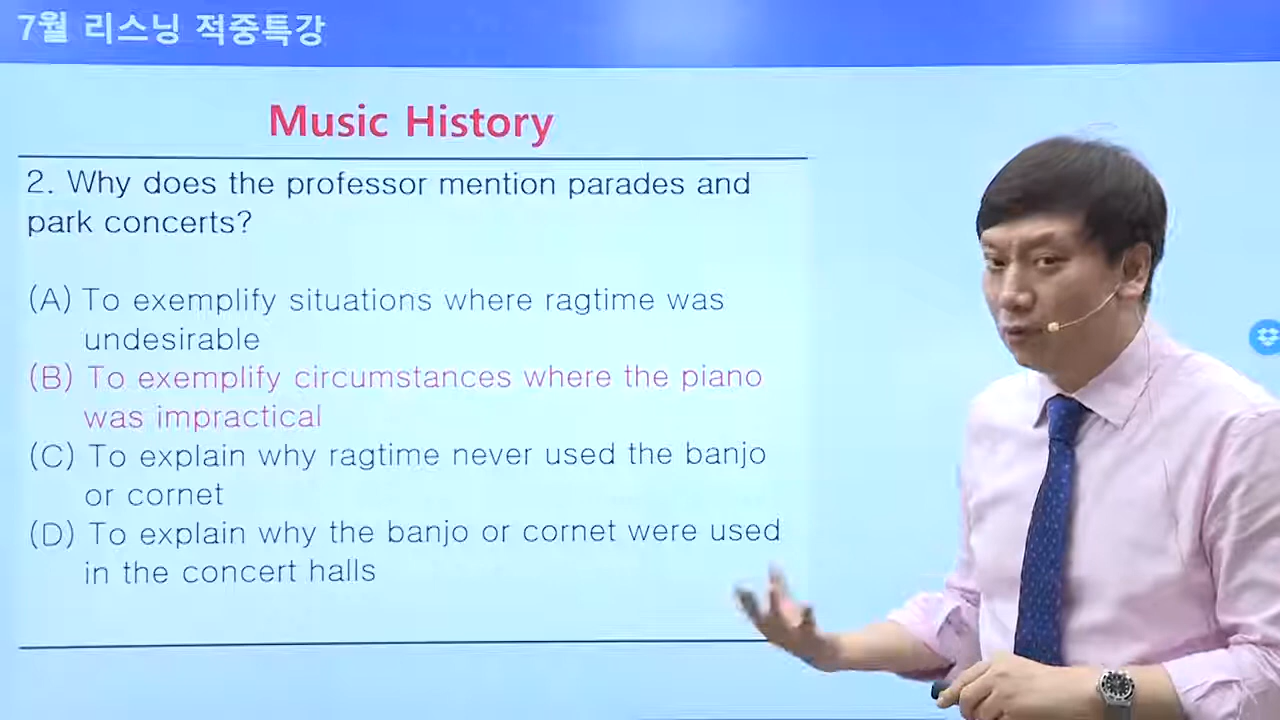 7월 리스닝 적중특강
Music History
2. Why does the professor mention parades and
park concerts?
(A) To exemplify situations where ragtime was
undesirable
(B) To exemplify circumstances where the piano
was impractical
(C) To explain why ragtime never used the banjo
or cornet
(D) To explain why the banjo or cornet were used
in the concert halls